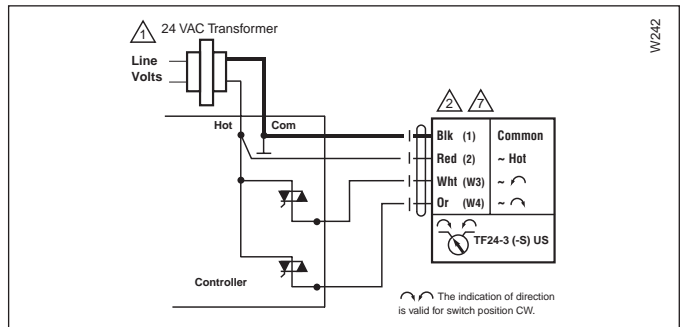 W242
1 24 VAC Transformer
Line
Volts
Hot Com
2 7
Blk (1) Common
Red (2) ~ Hot
Wht (W3) ~
Or (W4) ~
TF24-3 (-S) US
Controller
The indication of direction
is valid for switch position CW.